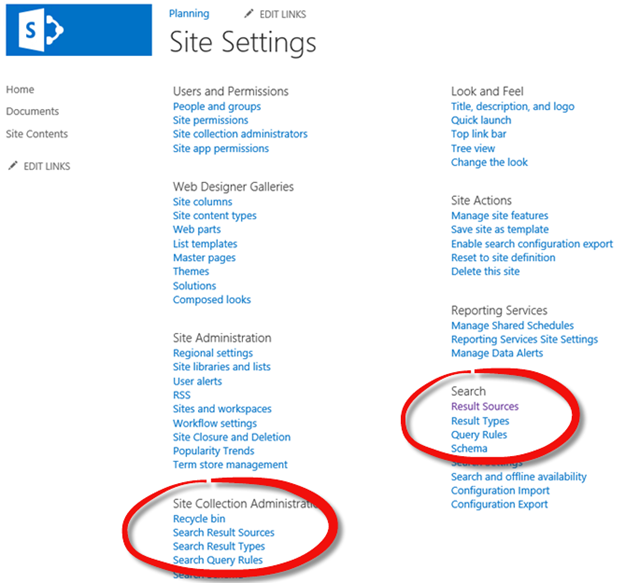 Planning
EDIT LINKS
Site Settings
Home
Documents
Site Contents
EDIT LINKS
Users and Permissions
People and groups
Site permissions
Site collection administrators
Site app permissions
Web Designer Galleries
Site columns
Site content types
Web parts
List templates
Master pages
Themes
Solutions
Composed looks
Site Administration
Regional settings
Site libraries and lists
User alerts
RSS
Sites and workspaces
Workflow settings
Site Closure and Deletion
Popularity Trends
Term store management
Site Collection Administratio
Recycle bin
Search Result Sources
Search Result Types
Search Query Rules
Look and Feel
Title, description, and logo
Quick launch
Top link bar
Tree view
Change the look
Site Actions
Manage site features
Save site as template
Enable search configuration export
Reset to site definition
Delete this site
Reporting Services
Manage Shared Schedules
Reporting Services Site Settings
Manage Data Alerts
Search
Result Sources
Result Types
Query Rules
Schema
Search Settings
Search and offline availability
Configuration Import
Configuration Export